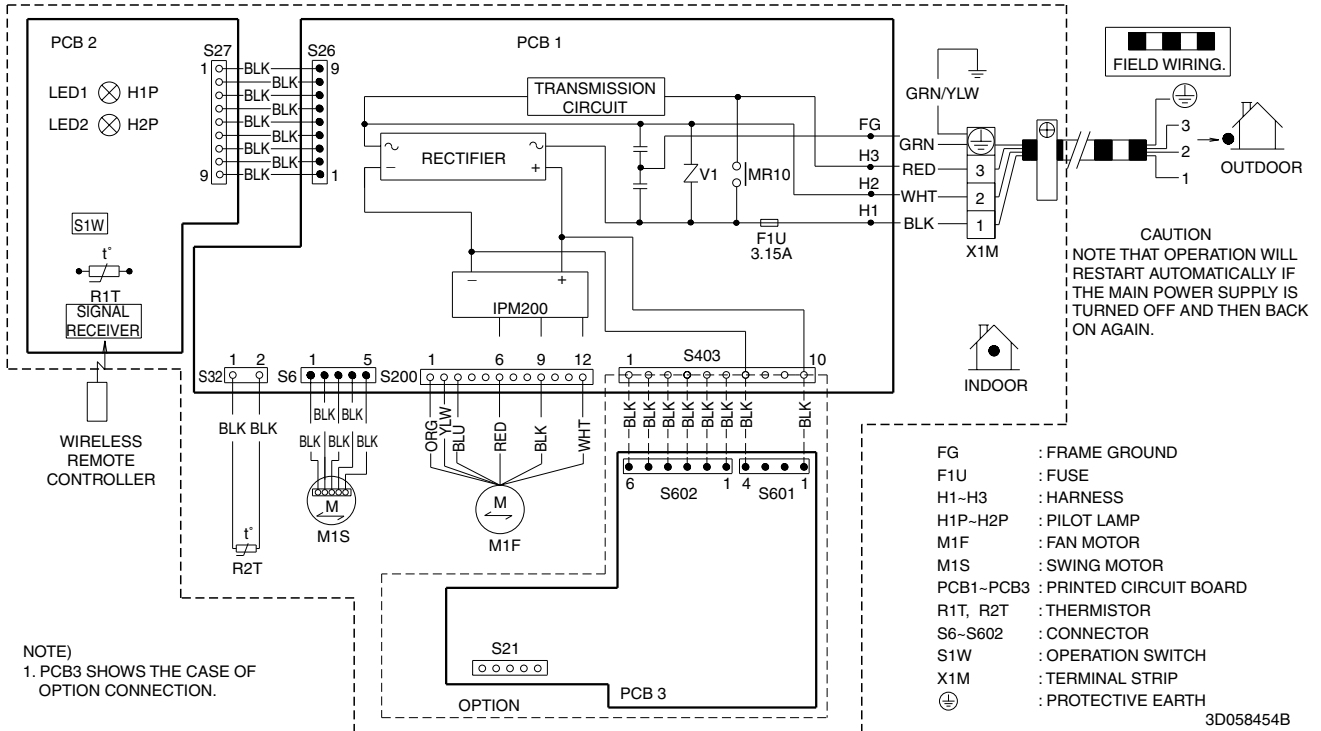 PCB 2
S27
S26
PCB 1
1
BLK
9
BLK
BLK
BLK
BLK
BLK
BLK
BLK
9
BLK
1
LED1 H1P
LED2 H2P
S1W
t°
R1T
SIGNAL
RECEIVER
WIRELESS
REMOTE
CONTROLLER
TRANSMISSION
CIRCUIT
~ RECTIFIER ~
− +
V1
MR10
F1U
3.15A
− +
IPM200
FG
H3
H2
H1
GRN/YLW
GRN
RED
WHT
BLK
3
2
1
X1M
FIELD WIRING.
3
2
1
OUTDOOR
CAUTION
NOTE THAT OPERATION WILL
RESTART AUTOMATICALLY IF
THE MAIN POWER SUPPLY IS
TURNED OFF AND THEN BACK
ON AGAIN.
INDOOR
S32 1 2
S6 1 5
S200 1 6 9 12
1 S403 10
BLK BLK
t°
R2T
BLK BLK
BLK BLK BLK
M
M1S
ORG YLW BLU RED BLK WHT
M
M1F
BLK BLK BLK BLK BLK BLK BLK BLK
6 S602 1 4 S601 1
S21
PCB 3
OPTION
NOTE)
1. PCB3 SHOWS THE CASE OF
OPTION CONNECTION.
FG : FRAME GROUND
F1U : FUSE
H1~H3 : HARNESS
H1P~H2P : PILOT LAMP
M1F : FAN MOTOR
M1S : SWING MOTOR
PCB1~PCB3 : PRINTED CIRCUIT BOARD
R1T, R2T : THERMISTOR
S6~S602 : CONNECTOR
S1W : OPERATION SWITCH
X1M : TERMINAL STRIP
: PROTECTIVE EARTH
3D058454B